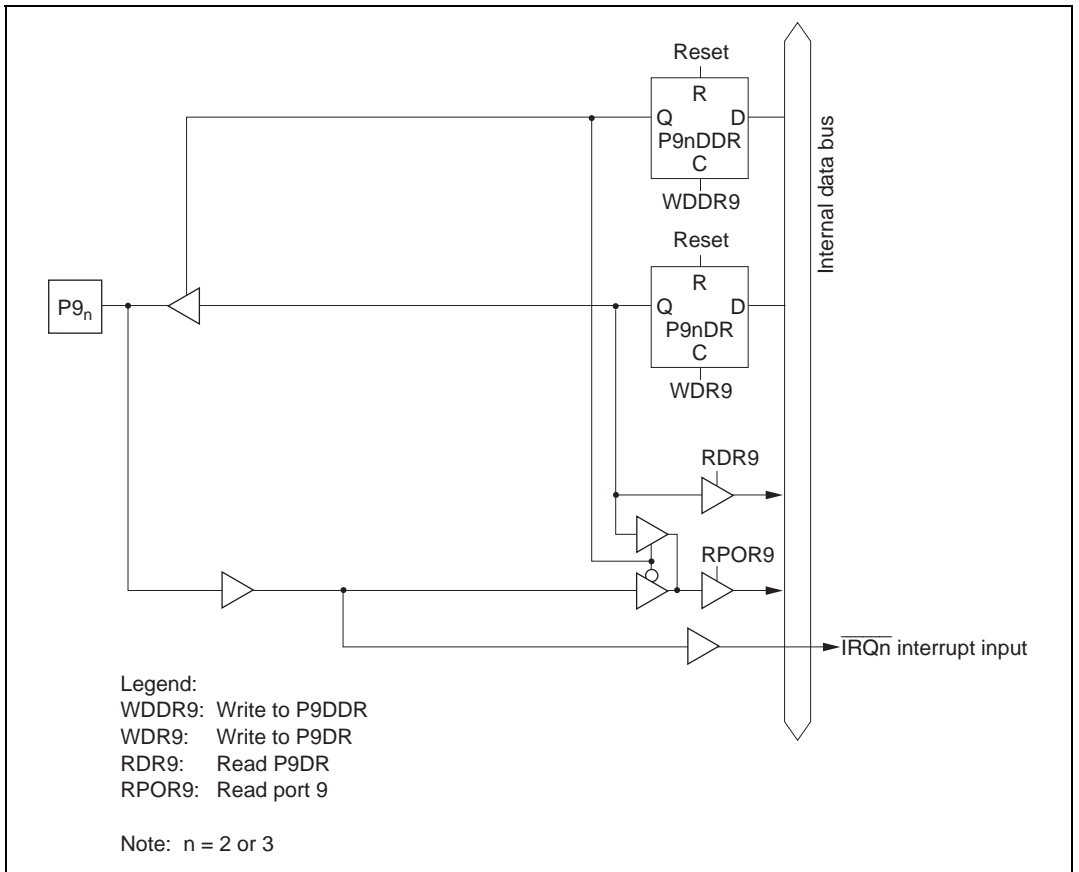 Reset
R
Q D
P9nDDR
C
WDDR9
Internal data bus
Reset
R
P9n
Q D
P9nDR
C
WDR9
RDR9
RPOR9
IRQn interrupt input
Legend:
WDDR9: Write to P9DDR
WDR9: Write to P9DR
RDR9: Read P9DR
RPOR9: Read port 9
Note: n = 2 or 3